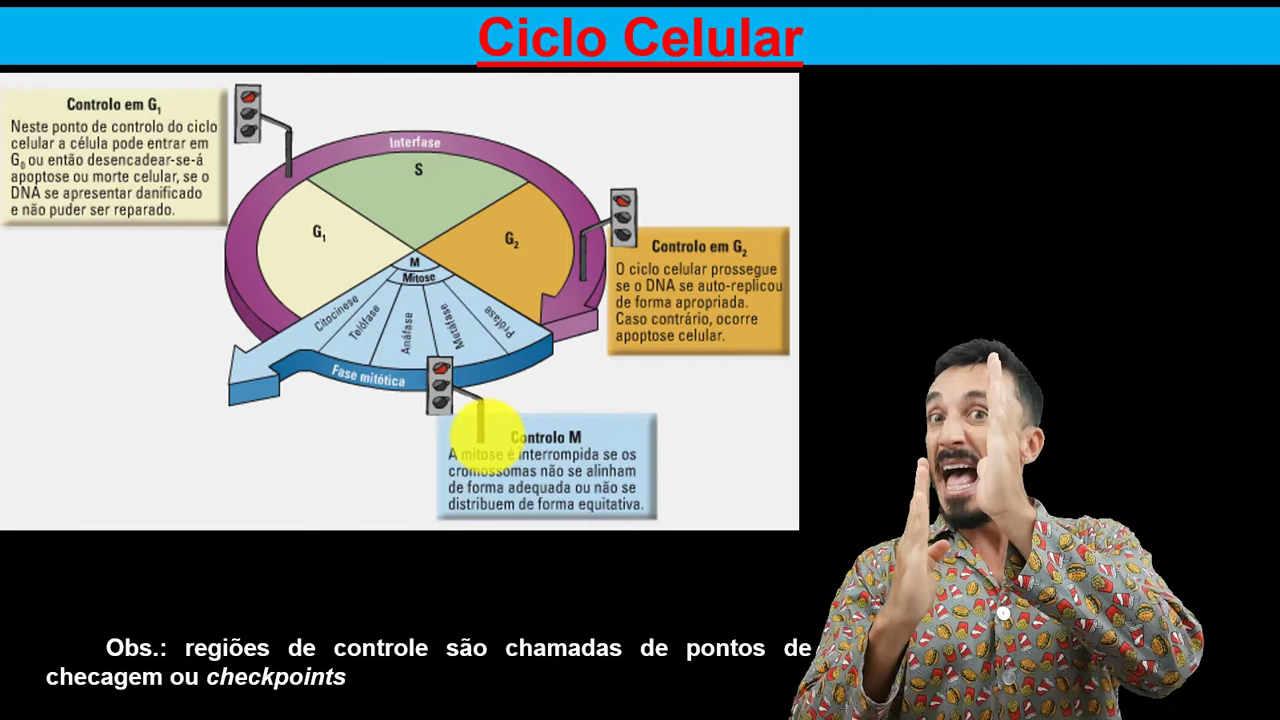 Ciclo Celular
Controlo em G₁
Neste ponto de controlo do ciclo
celular a célula pode entrar em
G₀ ou então desencadear-se-á
apoptose ou morte celular, se o
DNA se apresentar danificado
e não puder ser reparado.
Interfase
S
G₁
G₂
M
Mitose
Citocinese
Telófase
Anáfase
Metáfase
Prófase
Fase mitótica
Controlo em G₂
O ciclo celular prossegue
se o DNA se auto-replicou
de forma apropriada.
Caso contrário, ocorre
apoptose celular.
Controlo M
A mitose é interrompida se os
cromossomas não se alinham
de forma adequada ou não se
distribuem de forma equitativa.
Obs.: regiões de controle são chamadas de pontos de
checagem ou checkpoints